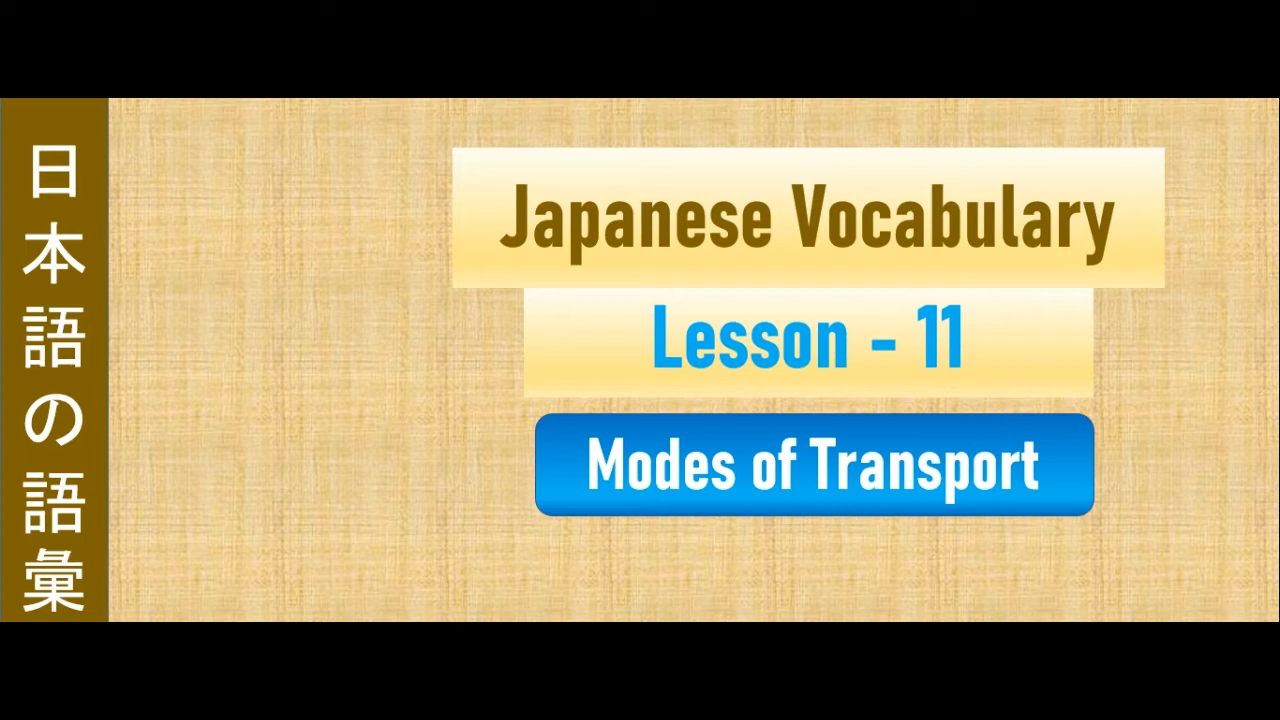 日本語の語彙
Japanese Vocabulary
Lesson - 11
Modes of Transport